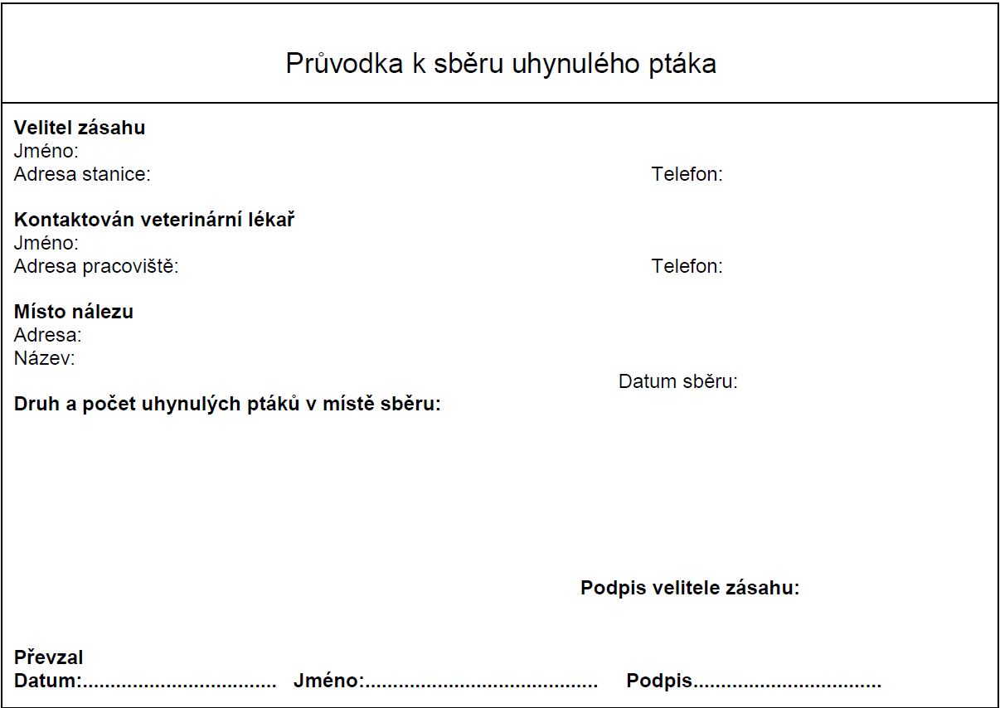 Průvodka k sběru uhynulého ptáka
Velitel zásahu
Jméno:
Adresa stanice: Telefon:
Kontaktován veterinární lékař
Jméno:
Adresa pracoviště: Telefon:
Místo nálezu
Adresa:
Název:
Datum sběru:
Druh a počet uhynulých ptáků v místě sběru:
Podpis velitele zásahu:
Převzal
Datum:................................... Jméno:.......................................... Podpis..................................